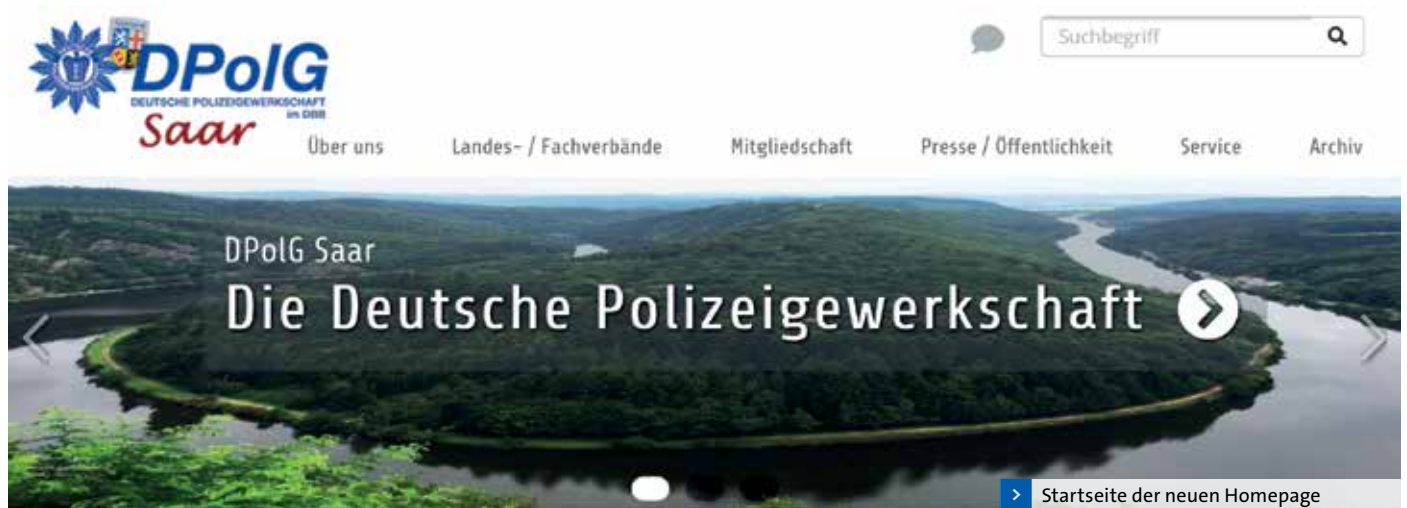 DPolG
DEUTSCHE POLIZEIGEWERKSCHAFT
im DBB
Saar
Suchbegriff
Über uns Landes- / Fachverbände Mitgliedschaft Presse / Öffentlichkeit Service Archiv
DPolG Saar
Die Deutsche Polizeigewerkschaft
Startseite der neuen Homepage